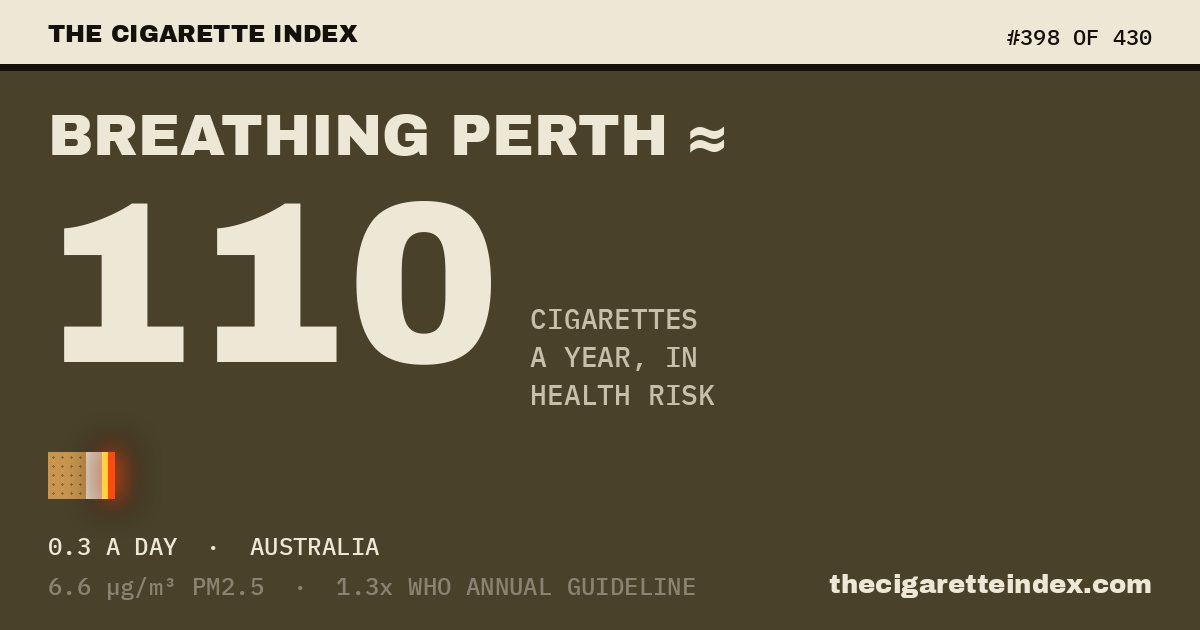 THE CIGARETTE INDEX
#398 OF 430
BREATHING PERTH ≈
110
CIGARETTES
A YEAR, IN
HEALTH RISK
0.3 A DAY · AUSTRALIA
6.6 µg/m³ PM2.5 · 1.3x WHO ANNUAL GUIDELINE
thecigaretteindex.com